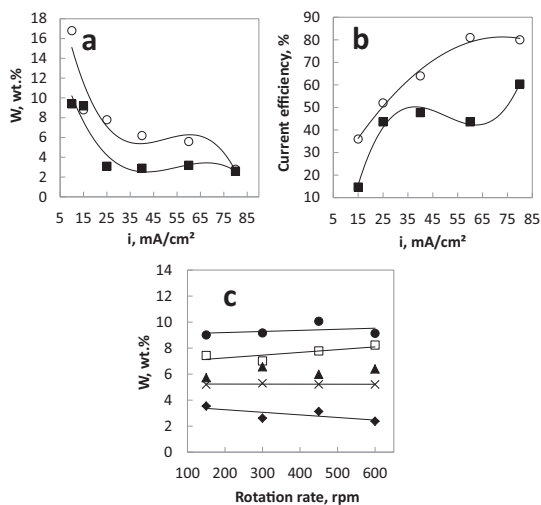 a
W, wt.%
18
16
14
12
10
8
6
4
2
0
5 15 25 35 45 55 65 75 85
i, mA/cm²
b
Current efficiency, %
90
80
70
60
50
40
30
20
10
5 15 25 35 45 55 65 75 85
i, mA/cm²
c
W, wt.%
14
12
10
8
6
4
2
0
100 200 300 400 500 600
Rotation rate, rpm